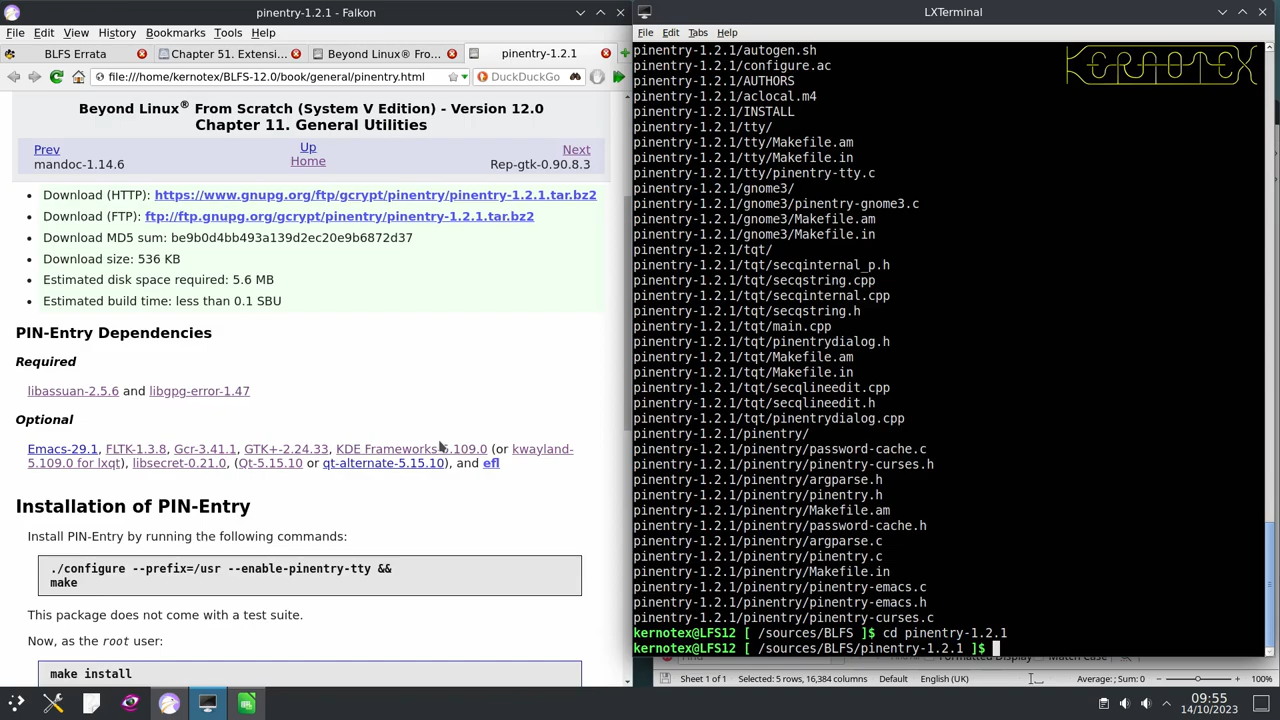 pinentry-1.2.1 - Falkon
File Edit View History Bookmarks Tools Help
BLFS Errata
Chapter 51. Extensi...
Beyond Linux® Fro...
pinentry-1.2.1
file:///home/kernotex/BLFS-12.0/book/general/pinentry.html
DuckDuckGo
Beyond Linux® From Scratch (System V Edition) - Version 12.0
Chapter 11. General Utilities
Prev Up Next
mandoc-1.14.6 Home Rep-gtk-0.90.8.3
Download (HTTP): https://www.gnupg.org/ftp/gcrypt/pinentry/pinentry-1.2.1.tar.bz2
Download (FTP): ftp://ftp.gnupg.org/gcrypt/pinentry/pinentry-1.2.1.tar.bz2
Download MD5 sum: be9b0d4bb493a139d2ec20e9b6872d37
Download size: 536 KB
Estimated disk space required: 5.6 MB
Estimated build time: less than 0.1 SBU
PIN-Entry Dependencies
Required
libassuan-2.5.6 and libgpg-error-1.47
Optional
Emacs-29.1, FLTK-1.3.8, Gcr-3.41.1, GTK+-2.24.33, KDE Frameworks-5.109.0 (or kwayland-
5.109.0 for lxqt), libsecret-0.21.0, (Qt-5.15.10 or qt-alternate-5.15.10), and efl
Installation of PIN-Entry
Install PIN-Entry by running the following commands:
./configure --prefix=/usr --enable-pinentry-tty &&
make
This package does not come with a test suite.
Now, as the root user:
make install
LXTerminal
File Edit Tabs Help
KERNOTEX
pinentry-1.2.1/autogen.sh
pinentry-1.2.1/configure.ac
pinentry-1.2.1/AUTHORS
pinentry-1.2.1/aclocal.m4
pinentry-1.2.1/INSTALL
pinentry-1.2.1/tty/
pinentry-1.2.1/tty/Makefile.am
pinentry-1.2.1/tty/Makefile.in
pinentry-1.2.1/tty/pinentry-tty.c
pinentry-1.2.1/gnome3/
pinentry-1.2.1/gnome3/pinentry-gnome3.c
pinentry-1.2.1/gnome3/Makefile.am
pinentry-1.2.1/gnome3/Makefile.in
pinentry-1.2.1/tqt/
pinentry-1.2.1/tqt/secqinternal_p.h
pinentry-1.2.1/tqt/secqstring.cpp
pinentry-1.2.1/tqt/secqinternal.cpp
pinentry-1.2.1/tqt/secqstring.h
pinentry-1.2.1/tqt/main.cpp
pinentry-1.2.1/tqt/pinentrydialog.h
pinentry-1.2.1/tqt/Makefile.am
pinentry-1.2.1/tqt/Makefile.in
pinentry-1.2.1/tqt/secqlineedit.cpp
pinentry-1.2.1/tqt/secqlineedit.h
pinentry-1.2.1/tqt/pinentrydialog.cpp
pinentry-1.2.1/pinentry/
pinentry-1.2.1/pinentry/password-cache.c
pinentry-1.2.1/pinentry/pinentry-curses.h
pinentry-1.2.1/pinentry/argparse.h
pinentry-1.2.1/pinentry/pinentry.h
pinentry-1.2.1/pinentry/Makefile.am
pinentry-1.2.1/pinentry/password-cache.h
pinentry-1.2.1/pinentry/argparse.c
pinentry-1.2.1/pinentry/pinentry.c
pinentry-1.2.1/pinentry/Makefile.in
pinentry-1.2.1/pinentry/pinentry-emacs.c
pinentry-1.2.1/pinentry/pinentry-emacs.h
pinentry-1.2.1/pinentry/pinentry-curses.c
kernotex@LFS12 [ /sources/BLFS ]$ cd pinentry-1.2.1
kernotex@LFS12 [ /sources/BLFS/pinentry-1.2.1 ]$
Sheet 1 of 1 Selected: 5 rows, 16,384 columns Default English (UK) Average: ; Sum: 0 100%
09:55
14/10/2023